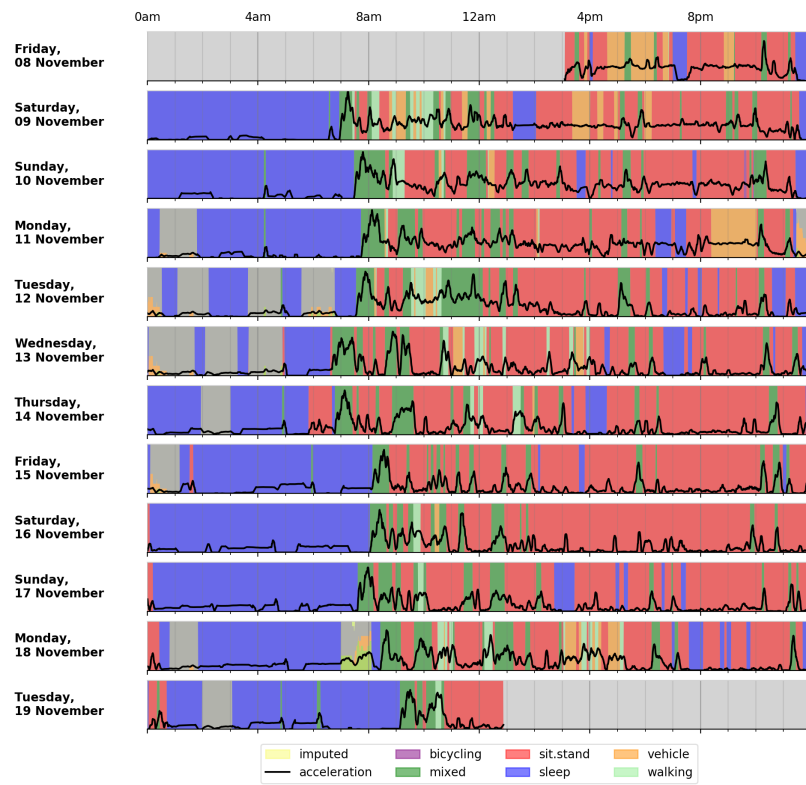 0am 4am 8am 12am 4pm 8pm
Friday,
08 November
Saturday,
09 November
Sunday,
10 November
Monday,
11 November
Tuesday,
12 November
Wednesday,
13 November
Thursday,
14 November
Friday,
15 November
Saturday,
16 November
Sunday,
17 November
Monday,
18 November
Tuesday,
19 November
imputed bicycling sit.stand vehicle
acceleration mixed sleep walking